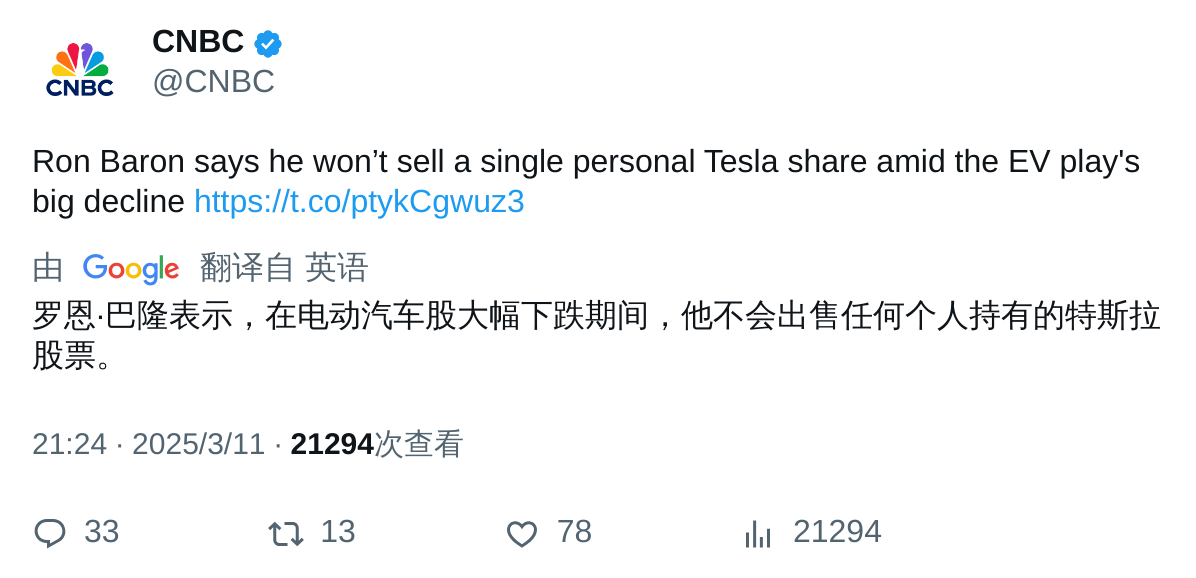 CNBC
CNBC
@CNBC
Ron Baron says he won’t sell a single personal Tesla share amid the EV play's
big decline https://t.co/ptykCgwuz3
由 Google 翻译自 英语
罗恩·巴隆表示，在电动汽车股大幅下跌期间，他不会出售任何个人持有的特斯拉
股票。
21:24 · 2025/3/11 · 21294次查看
33 13 78 21294